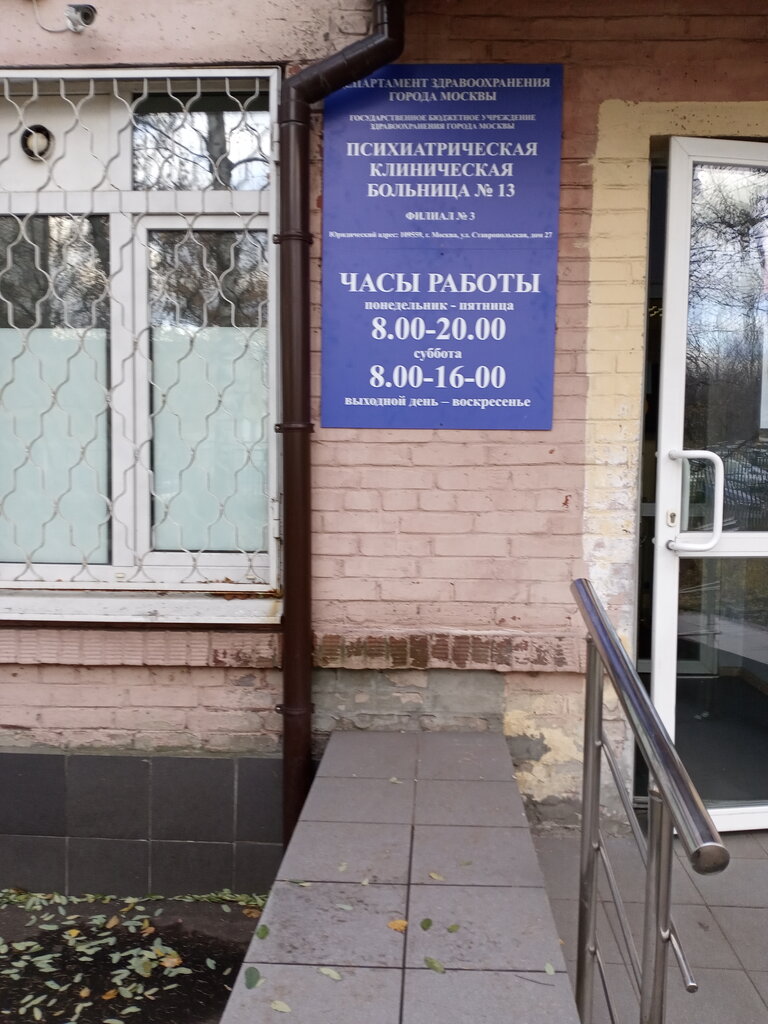 ДЕПАРТАМЕНТ ЗДРАВООХРАНЕНИЯ
ГОРОДА МОСКВЫ
ГОСУДАРСТВЕННОЕ БЮДЖЕТНОЕ УЧРЕЖДЕНИЕ
ЗДРАВООХРАНЕНИЯ ГОРОДА МОСКВЫ
ПСИХИАТРИЧЕСКАЯ
КЛИНИЧЕСКАЯ
БОЛЬНИЦА № 13
ФИЛИАЛ № 3
Юридический адрес: 109559, г. Москва, ул. Ставропольская, дом 27
ЧАСЫ РАБОТЫ
понедельник - пятница
8.00-20.00
суббота
8.00-16-00
выходной день – воскресенье